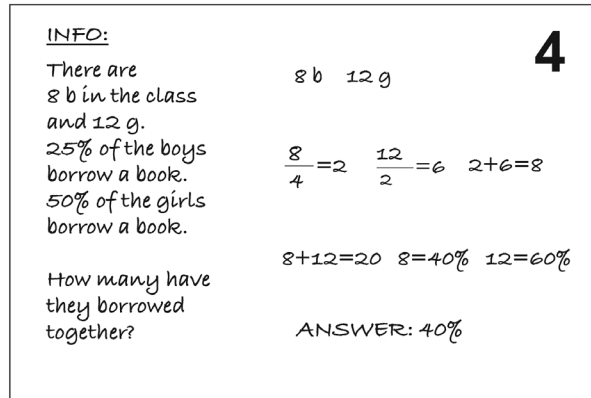 INFO:
4
There are
8 b in the class
and 12 g.
25% of the boys
borrow a book.
50% of the girls
borrow a book.
How many have
they borrowed
together?
8 b 12 g
8/4=2 12/2=6 2+6=8
8+12=20 8=40% 12=60%
ANSWER: 40%